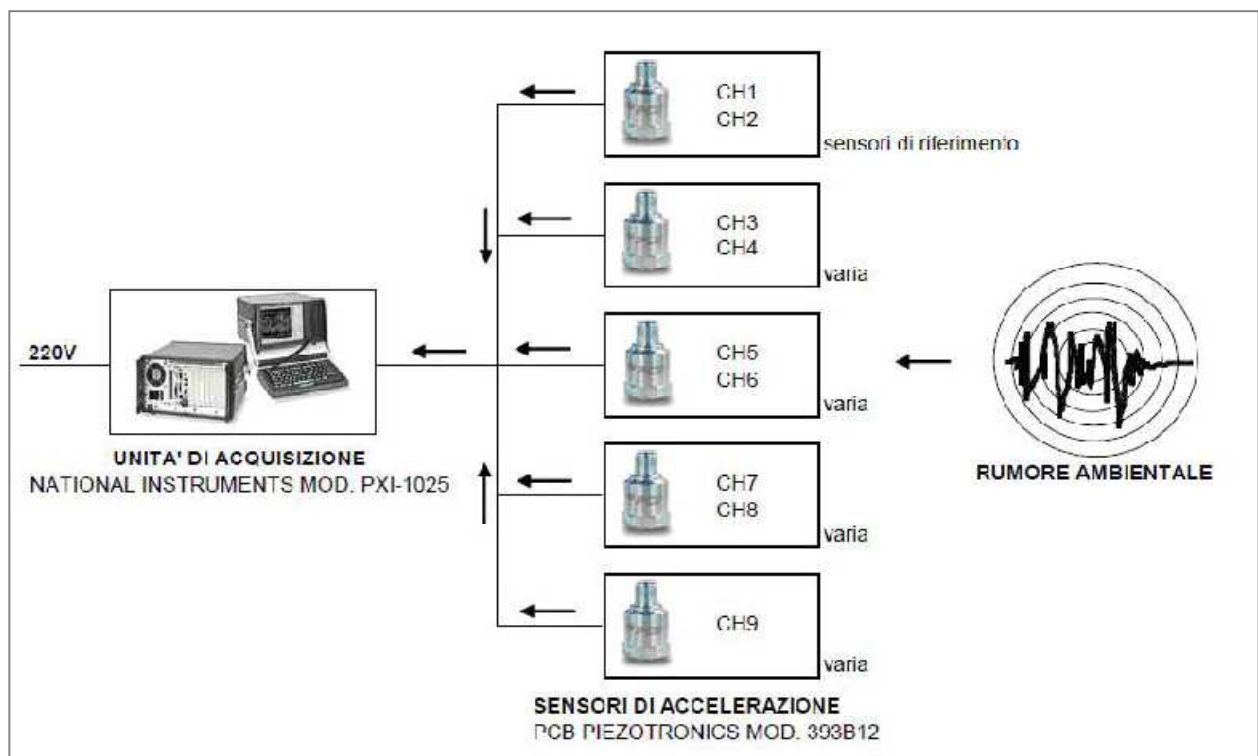 CH1
CH2
sensori di riferimento
CH3
CH4
varia
220V
CH5
CH6
varia
UNITA' DI ACQUISIZIONE
NATIONAL INSTRUMENTS MOD. PXI-1025
RUMORE AMBIENTALE
CH7
CH8
varia
CH9
varia
SENSORI DI ACCELERAZIONE
PCB PIEZOTRONICS MOD. 393B12